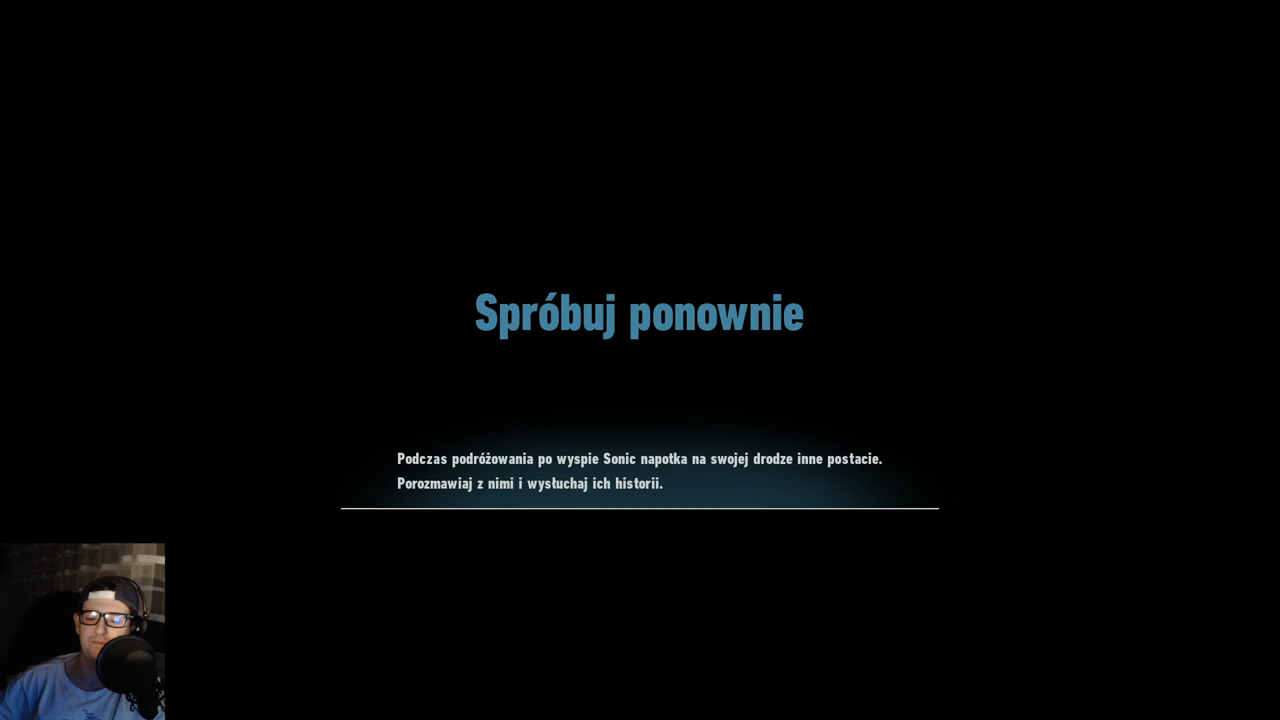 Spróbuj ponownie
Podczas podróżowania po wyspie Sonic napotka na swojej drodze inne postacie.
Porozmawiaj z nimi i wysłuchaj ich historii.